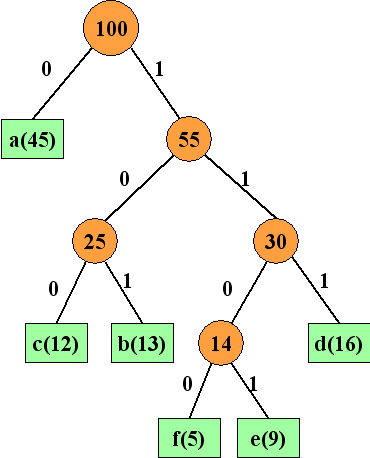 100
0 1
a(45)
55
0 1
25 30
0 1 0 1
c(12) b(13) 14 d(16)
0 1
f(5) e(9)